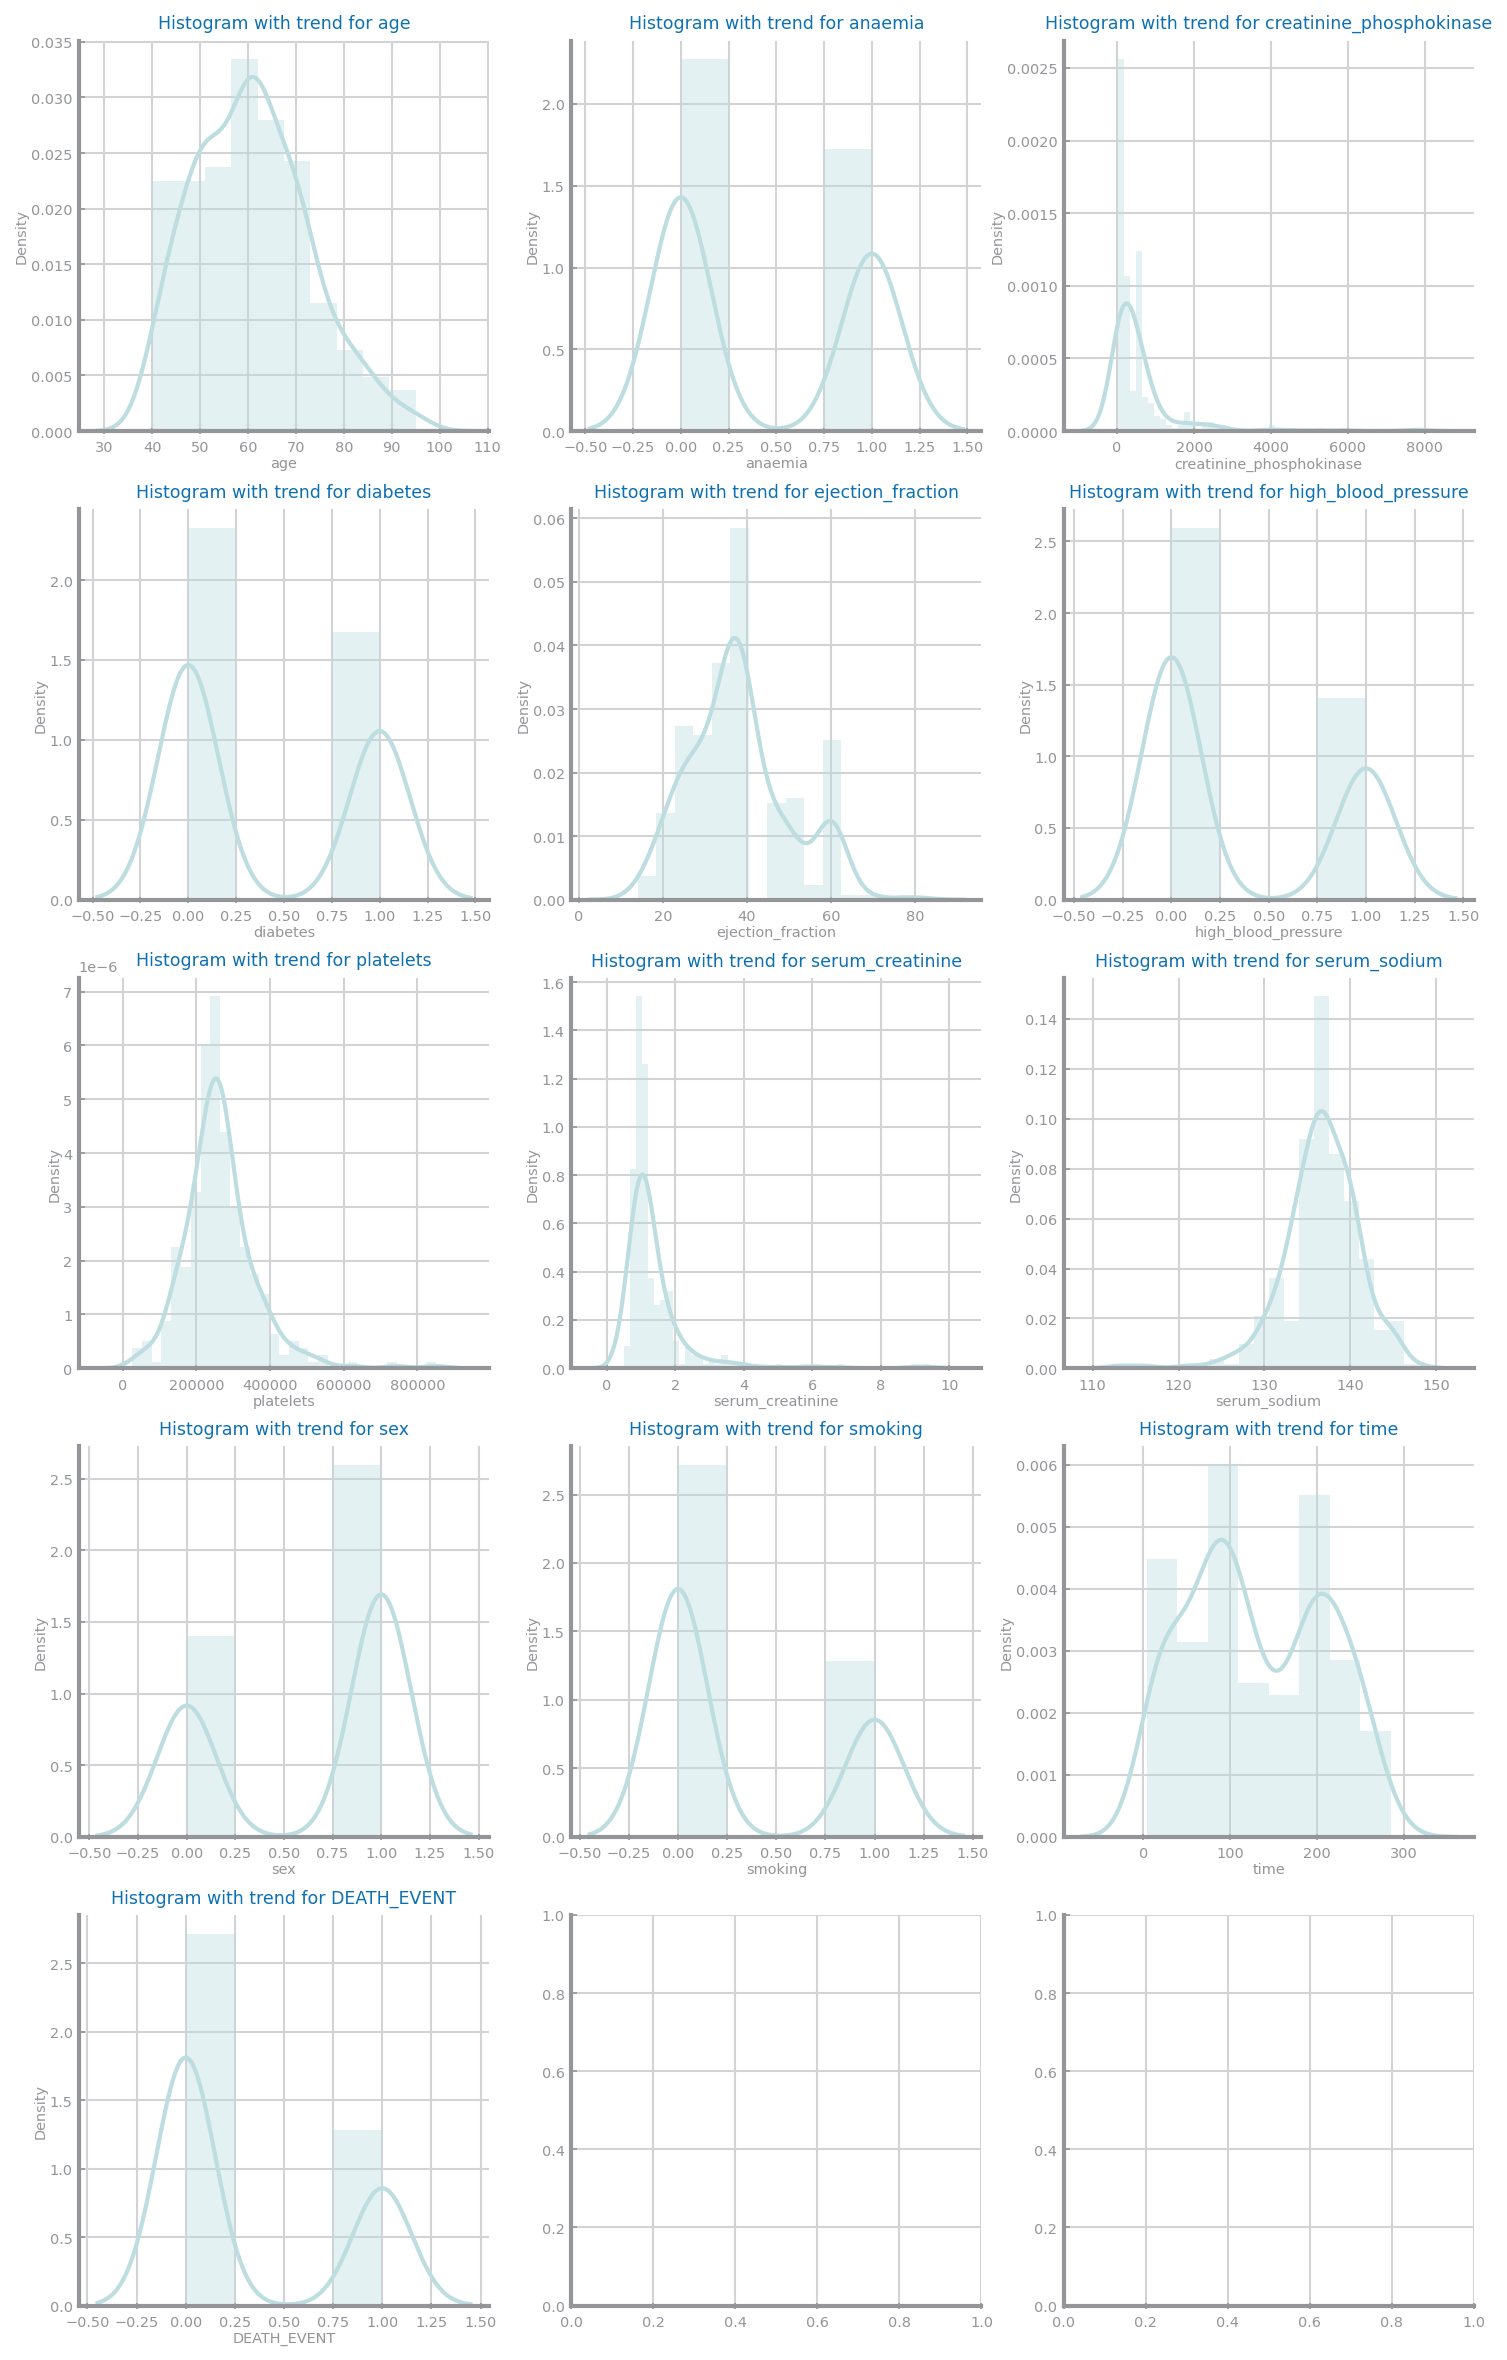 Histogram with trend for age
0.035
0.030
0.025
0.020
0.015
0.010
0.005
0.000
Density
30 40 50 60 70 80 90 100 110
age
Histogram with trend for anaemia
2.0
1.5
1.0
0.5
0.0
Density
−0.50 −0.25 0.00 0.25 0.50 0.75 1.00 1.25 1.50
anaemia
Histogram with trend for creatinine_phosphokinase
0.0025
0.0020
0.0015
0.0010
0.0005
0.0000
Density
0 2000 4000 6000 8000
creatinine_phosphokinase
Histogram with trend for diabetes
2.0
1.5
1.0
0.5
0.0
Density
−0.50 −0.25 0.00 0.25 0.50 0.75 1.00 1.25 1.50
diabetes
Histogram with trend for ejection_fraction
0.06
0.05
0.04
0.03
0.02
0.01
0.00
Density
0 20 40 60 80
ejection_fraction
Histogram with trend for high_blood_pressure
2.5
2.0
1.5
1.0
0.5
0.0
Density
−0.50 −0.25 0.00 0.25 0.50 0.75 1.00 1.25 1.50
high_blood_pressure
Histogram with trend for platelets
1e−6
7
6
5
4
3
2
1
0
Density
0 200000 400000 600000 800000
platelets
Histogram with trend for serum_creatinine
1.6
1.4
1.2
1.0
0.8
0.6
0.4
0.2
0.0
Density
0 2 4 6 8 10
serum_creatinine
Histogram with trend for serum_sodium
0.14
0.12
0.10
0.08
0.06
0.04
0.02
0.00
Density
110 120 130 140 150
serum_sodium
Histogram with trend for sex
2.5
2.0
1.5
1.0
0.5
0.0
Density
−0.50 −0.25 0.00 0.25 0.50 0.75 1.00 1.25 1.50
sex
Histogram with trend for smoking
2.5
2.0
1.5
1.0
0.5
0.0
Density
−0.50 −0.25 0.00 0.25 0.50 0.75 1.00 1.25 1.50
smoking
Histogram with trend for time
0.006
0.005
0.004
0.003
0.002
0.001
0.000
Density
0 100 200 300
time
Histogram with trend for DEATH_EVENT
2.5
2.0
1.5
1.0
0.5
0.0
Density
−0.50 −0.25 0.00 0.25 0.50 0.75 1.00 1.25 1.50
DEATH_EVENT
1.0
0.8
0.6
0.4
0.2
0.0
0.0 0.2 0.4 0.6 0.8 1.0
1.0
0.8
0.6
0.4
0.2
0.0
0.0 0.2 0.4 0.6 0.8 1.0